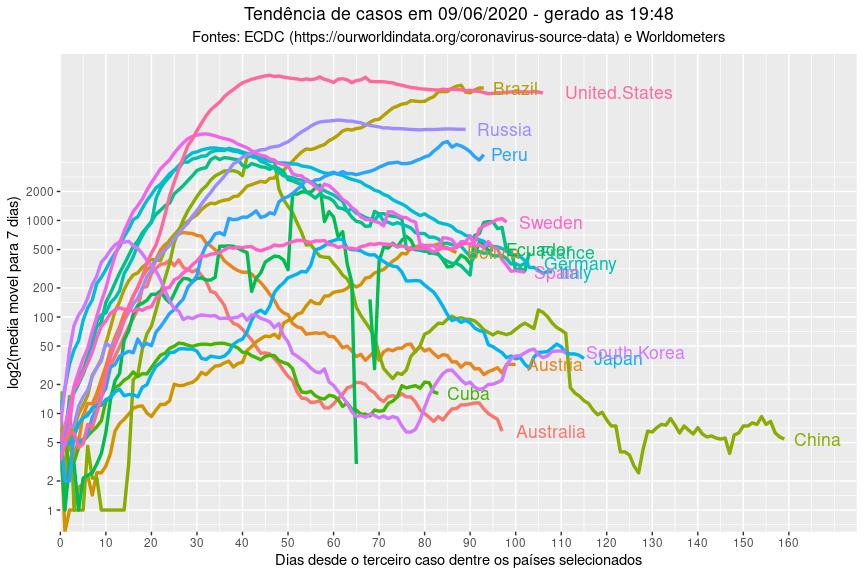 Tendência de casos em 09/06/2020 - gerado as 19:48
Fontes: ECDC (https://ourworldindata.org/coronavirus-source-data) e Worldometers
log2(media movel para 7 dias)
2000
1000
500
200
100
50
20
10
5
2
1
Brazil
United.States
Russia
Peru
Sweden
Ecuador
France
Germany
Spain
Italy
South.Korea
Japan
Austria
Cuba
Australia
China
0 10 20 30 40 50 60 70 80 90 100 110 120 130 140 150 160
Dias desde o terceiro caso dentre os países selecionados